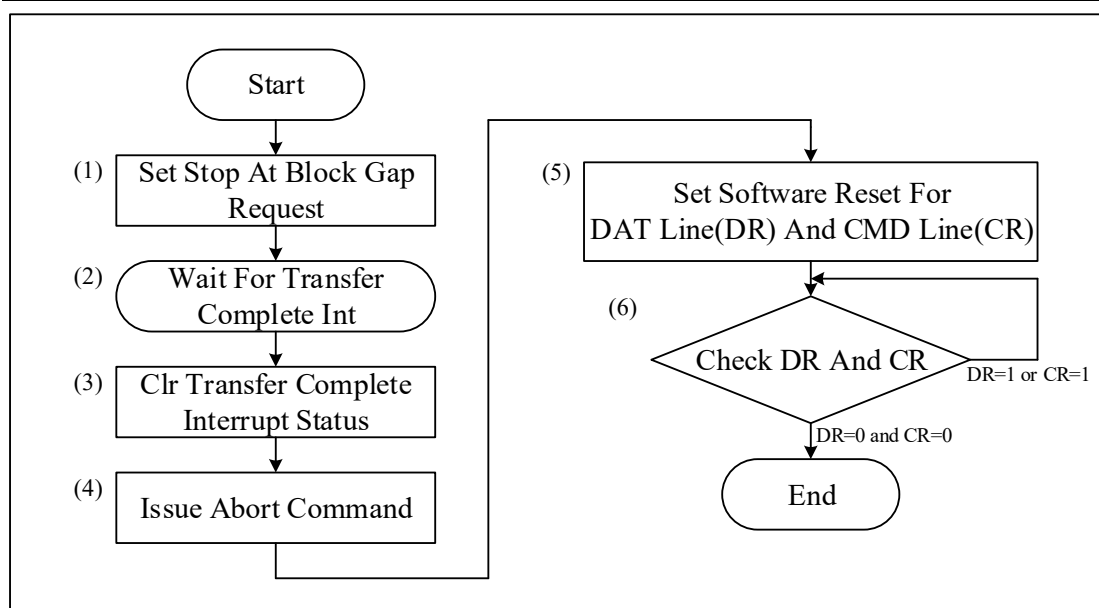 Start
(1)
Set Stop At Block Gap
Request
(2)
Wait For Transfer
Complete Int
(3)
Clr Transfer Complete
Interrupt Status
(4)
Issue Abort Command
(5)
Set Software Reset For
DAT Line(DR) And CMD Line(CR)
(6)
Check DR And CR
DR=1 or CR=1
DR=0 and CR=0
End